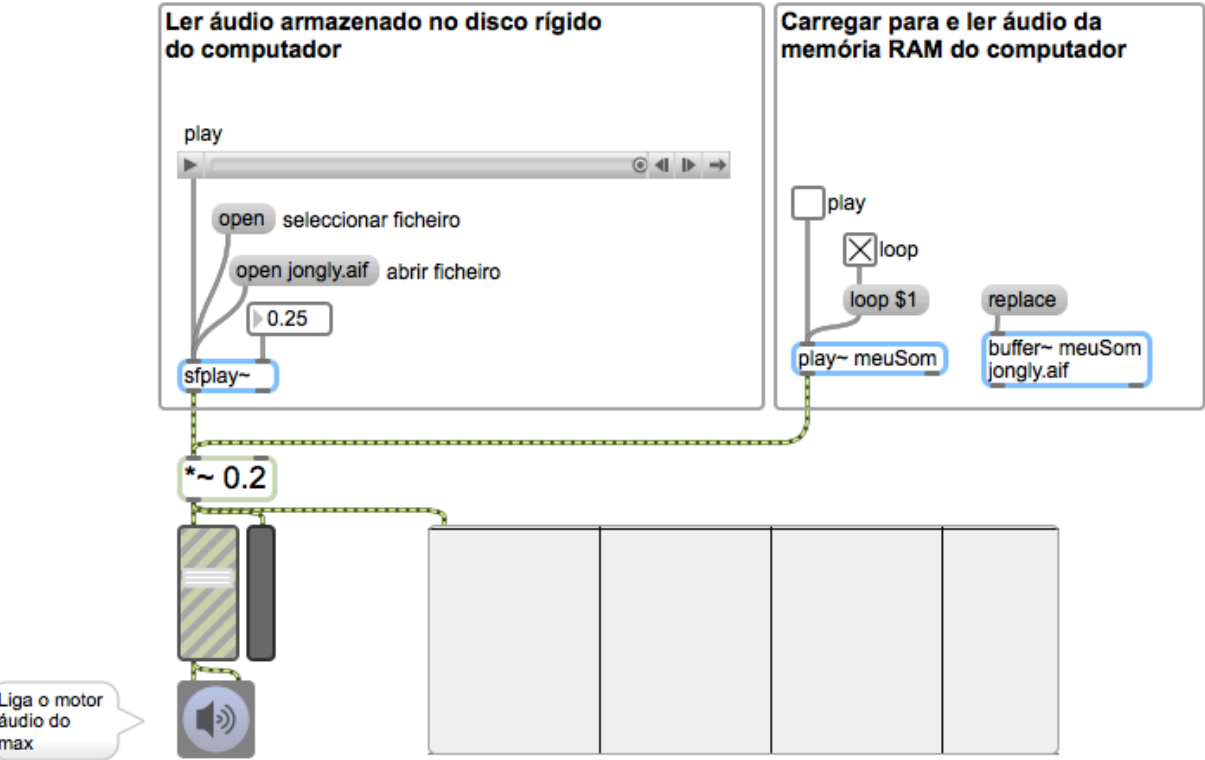 Ler áudio armazenado no disco rígido
do computador
play
open
seleccionar ficheiro
open jongly.aif
abrir ficheiro
0.25
sfplay~
Carregar para e ler áudio da
memória RAM do computador
play
loop
loop $1
replace
play~ meuSom
buffer~ meuSom
jongly.aif
*~ 0.2
Liga o motor
áudio do
max